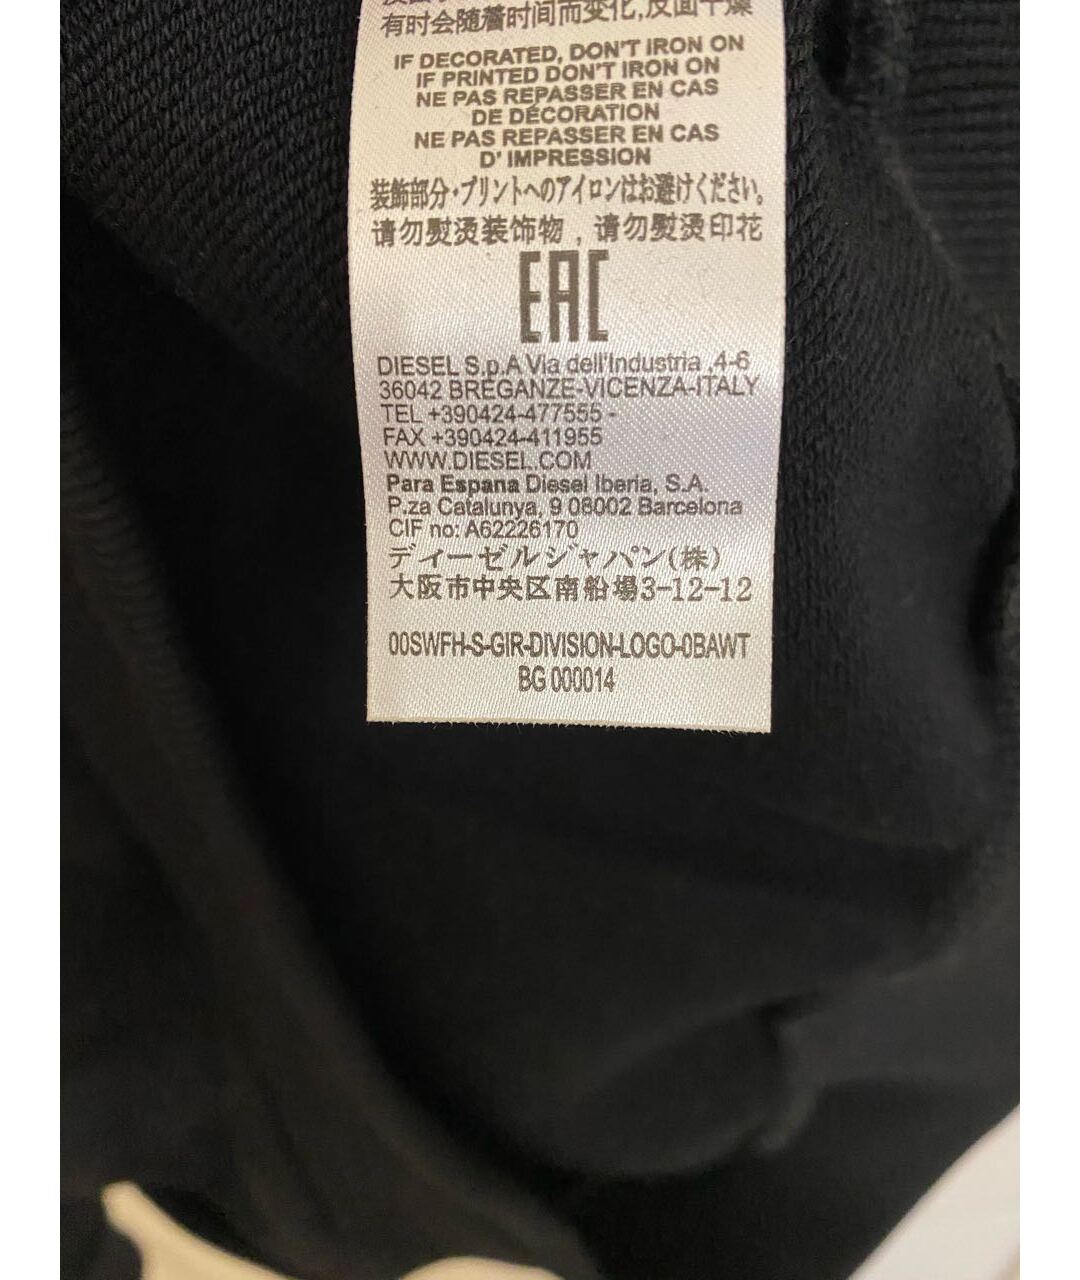 有时会随著时间而变化,反面干燥
IF DECORATED, DON'T IRON ON
IF PRINTED DON'T IRON ON
NE PAS REPASSER EN CAS
DE DÉCORATION
NE PAS REPASSER EN CAS
D' IMPRESSION
装飾部分・プリントへのアイロンはお避けください。
请勿熨烫装饰物，请勿熨烫印花
EAC
DIESEL S.p.A Via dell'Industria ,4-6
36042 BREGANZE-VICENZA-ITALY
TEL +390424-477555 -
FAX +390424-411955
WWW.DIESEL.COM
Para Espana Diesel Iberia, S.A.
P.za Catalunya, 9 08002 Barcelona
CIF no: A62226170
ディーゼルジャパン(株)
大阪市中央区南船場3-12-12
00SWFH-S-GIR-DIVISION-LOGO-0BAWT
BG 000014